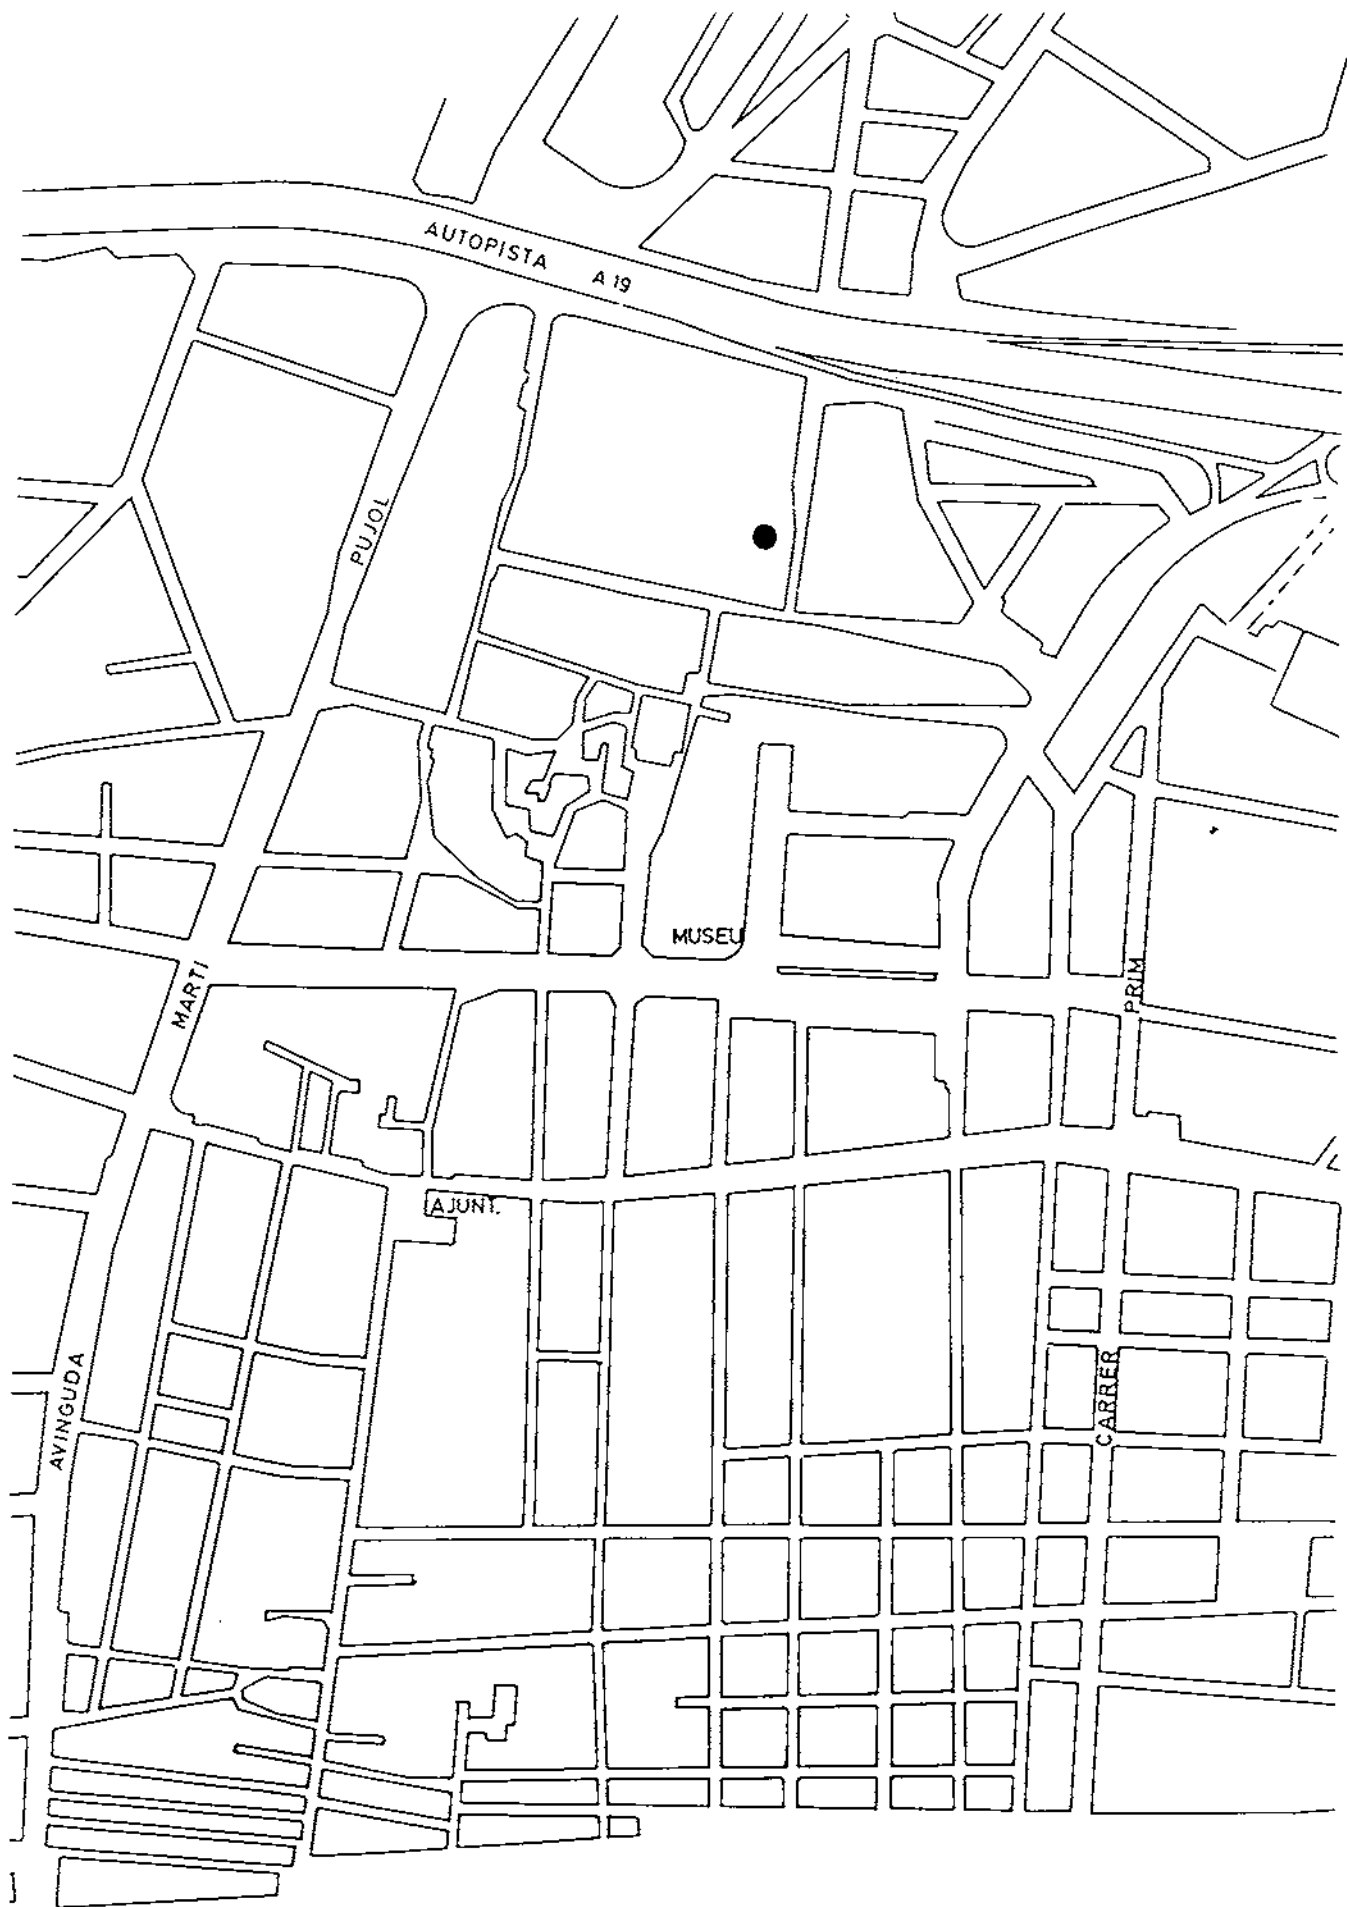 AUTOPISTA A 19
PUJOL
MUSEU
MARTI
PRIM
AJUNT.
AVINGUDA
CARRER